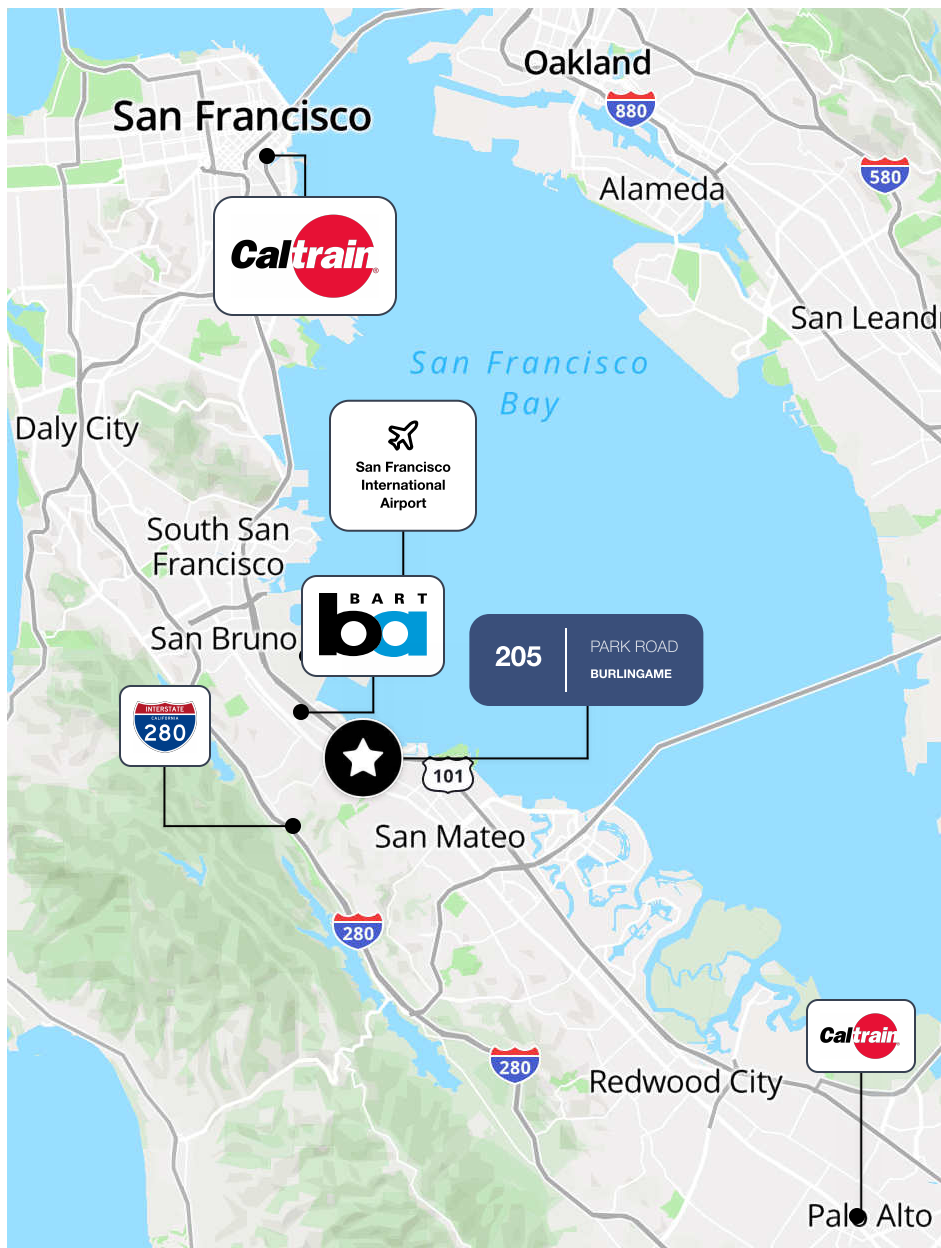 Oakland
880
San Francisco
580
Alameda
Caltrain®
San Leand
San Francisco
Bay
Daly City
San Francisco
International
Airport
South San
Francisco
BART
ba
San Bruno
205
PARK ROAD
BURLINGAME
INTERSTATE
CALIFORNIA
280
101
San Mateo
280
Caltrain
280
Redwood City
Palo Alto